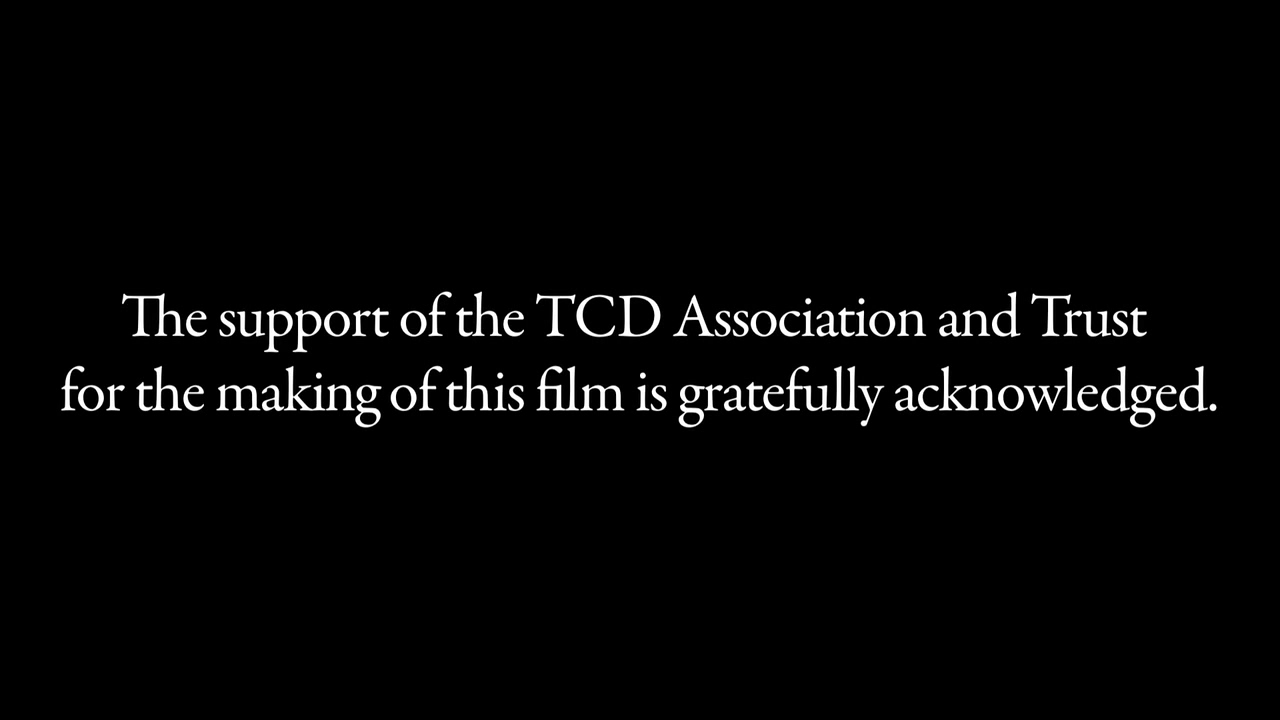 The support of the TCD Association and Trust
for the making of this film is gratefully acknowledged.